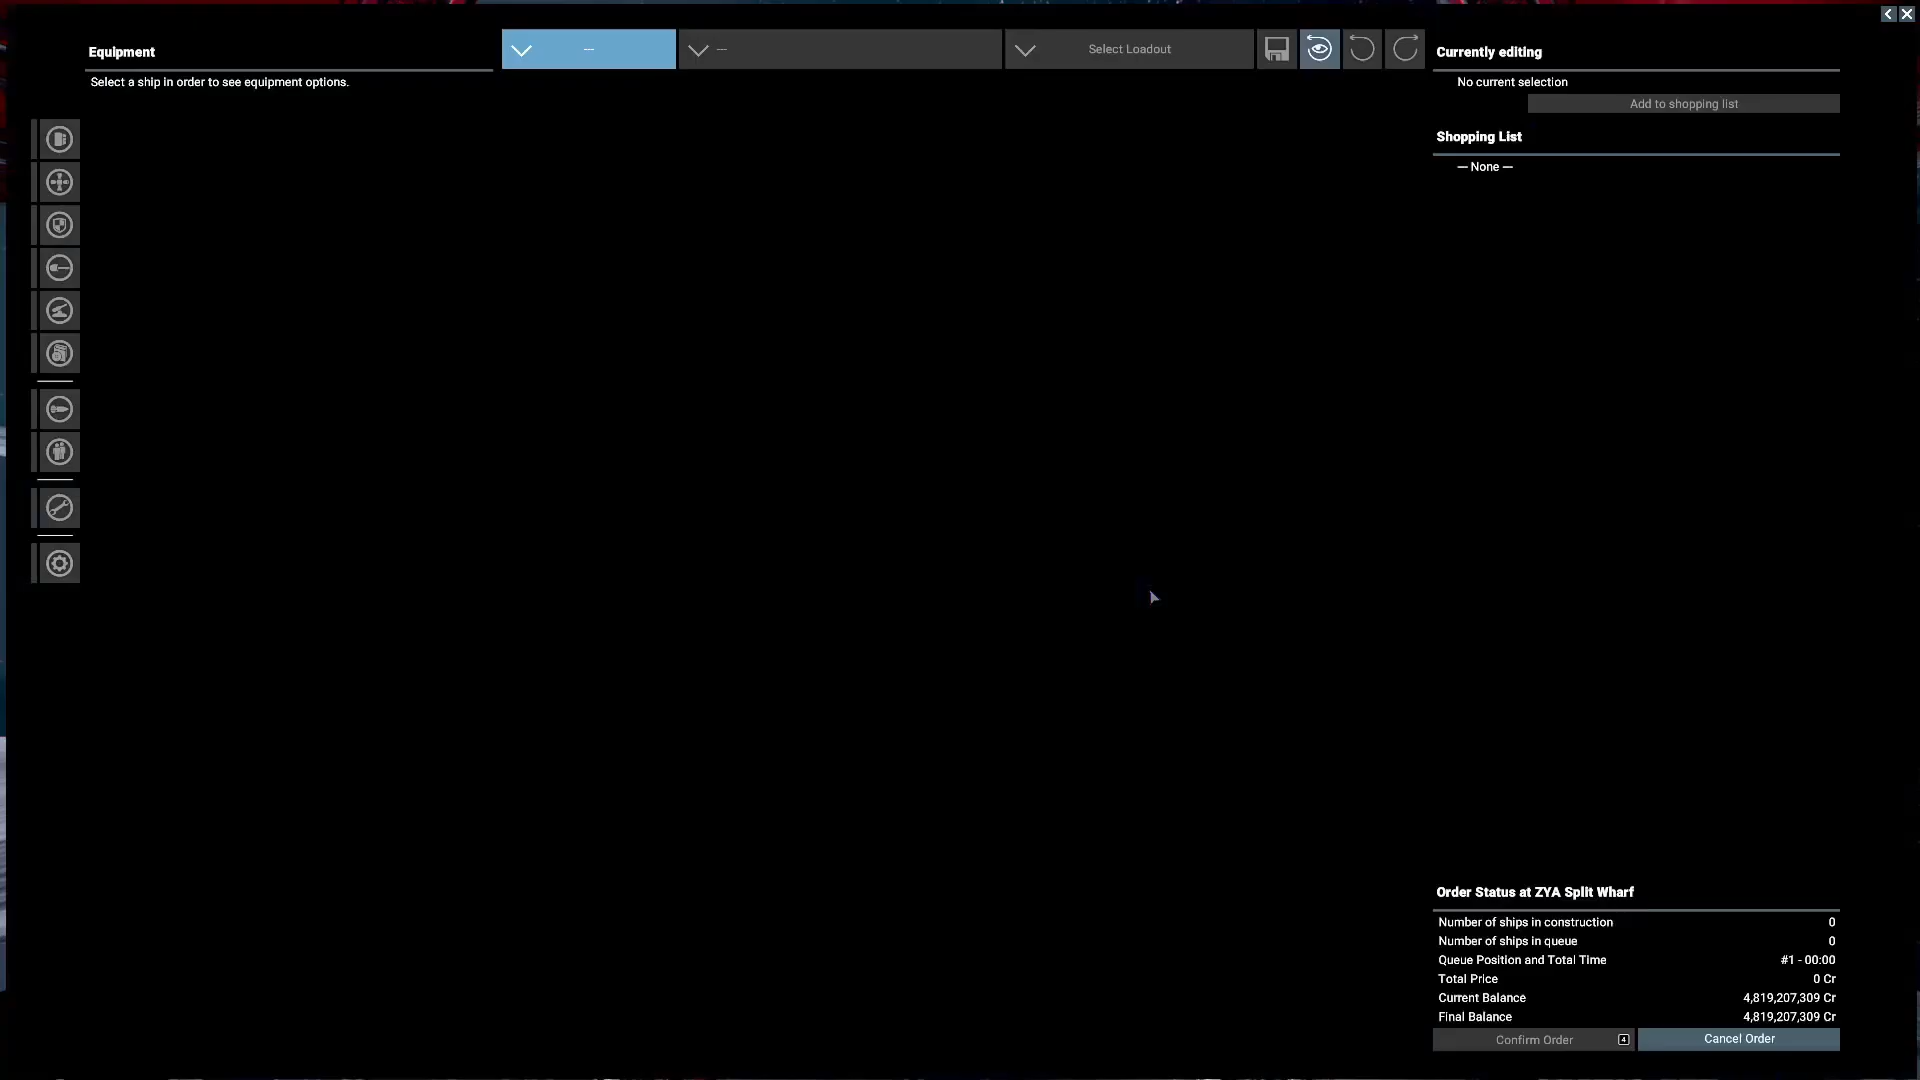 Equipment
Select a ship in order to see equipment options.
—
—
Select Loadout
Currently editing
No current selection
Add to shopping list
Shopping List
— None —
Order Status at ZYA Split Wharf
Number of ships in construction 0
Number of ships in queue 0
Queue Position and Total Time #1 - 00:00
Total Price 0 Cr
Current Balance 4,819,207,309 Cr
Final Balance 4,819,207,309 Cr
Confirm Order 4
Cancel Order